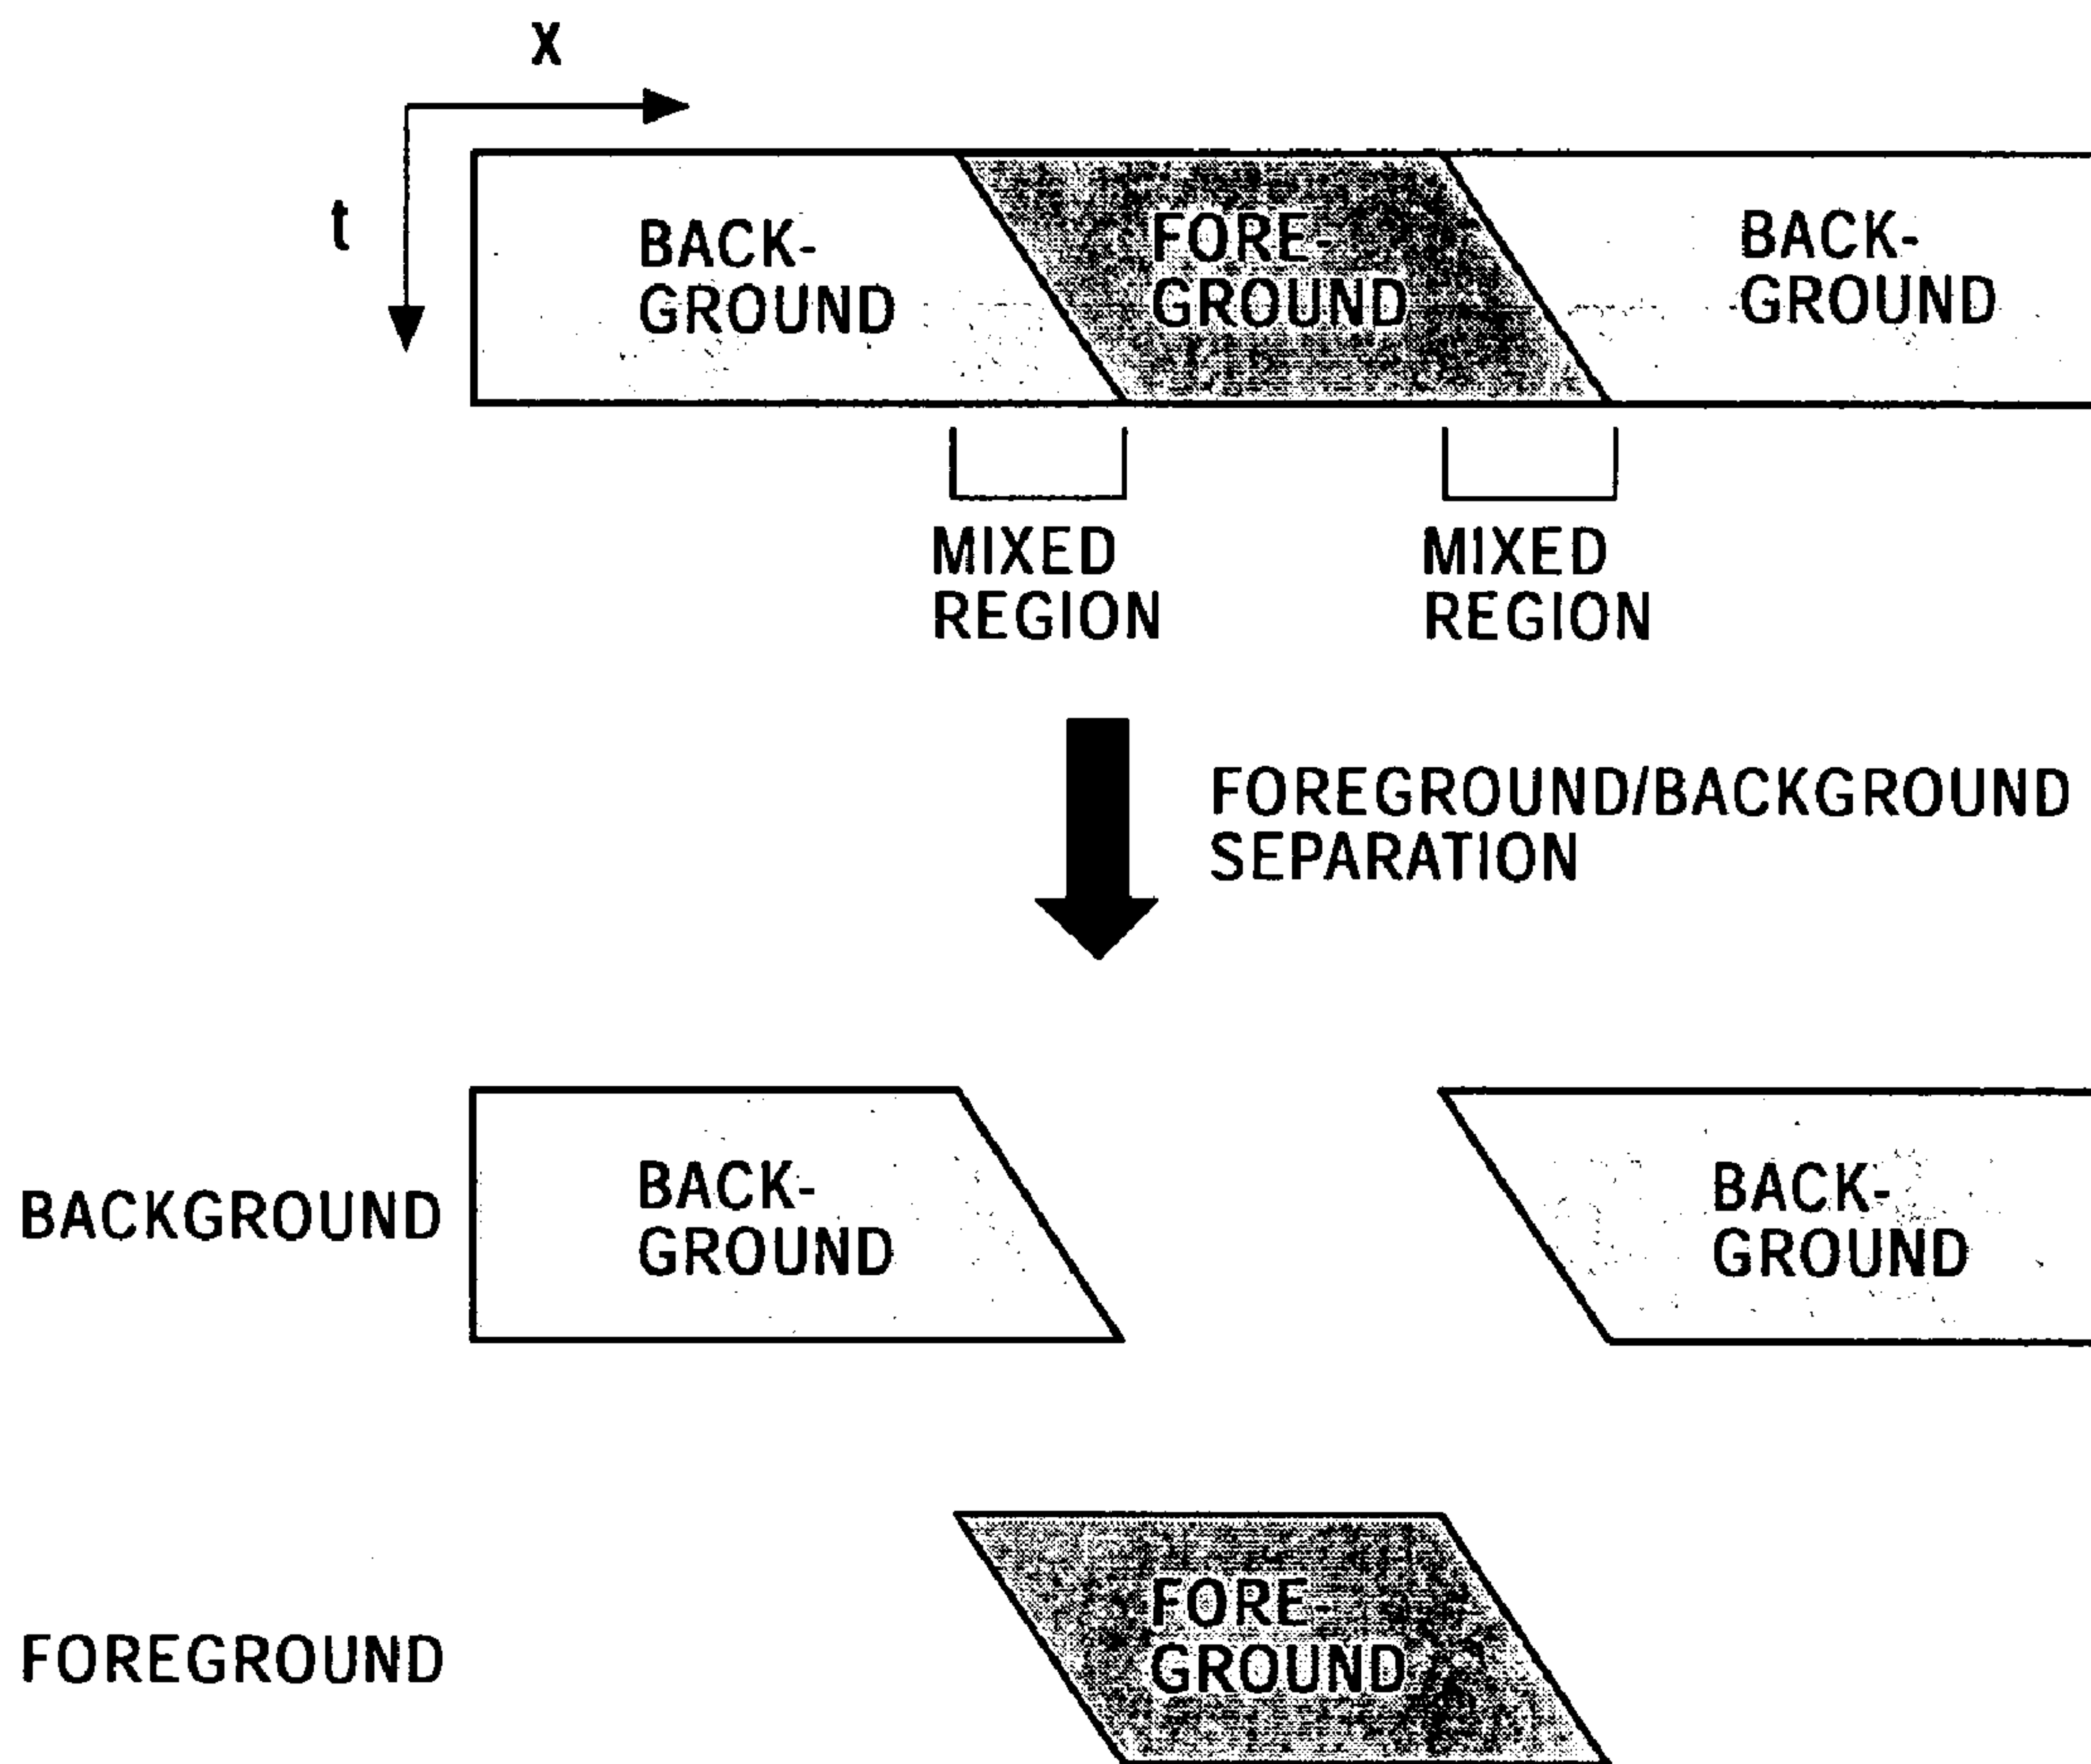 X
t
BACK-
GROUND
FORE-
GROUND
BACK-
GROUND
MIXED
REGION
MIXED
REGION
FOREGROUND/BACKGROUND
SEPARATION
BACKGROUND
BACK-
GROUND
BACK-
GROUND
FOREGROUND
FORE-
GROUND